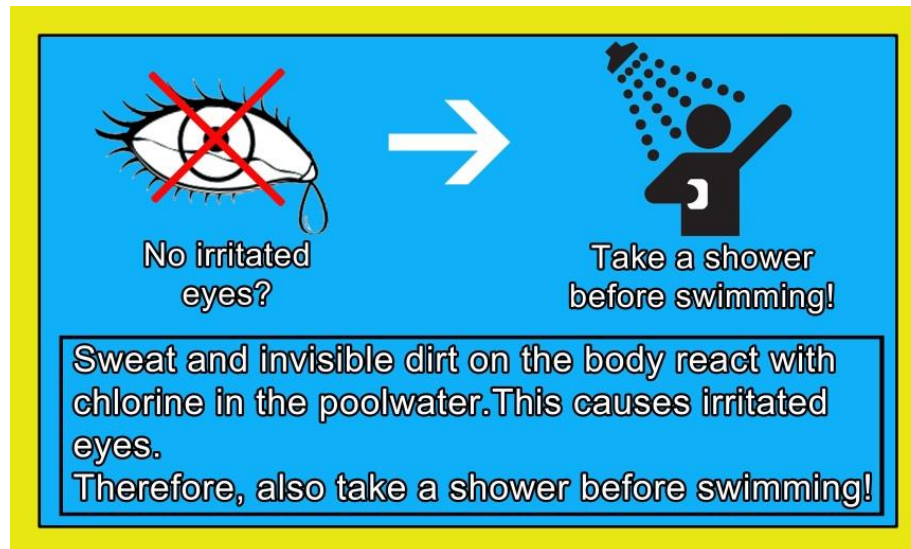 No irritated
eyes?
Take a shower
before swimming!
Sweat and invisible dirt on the body react with
chlorine in the poolwater.This causes irritated
eyes.
Therefore, also take a shower before swimming!